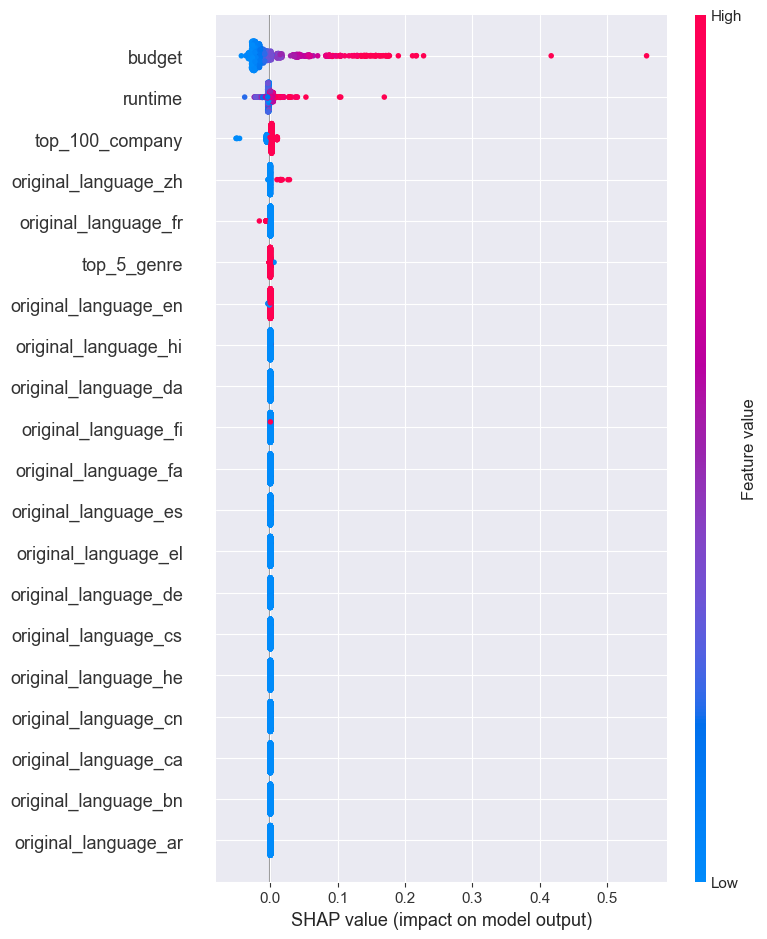 High
budget
runtime
top_100_company
original_language_zh
original_language_fr
top_5_genre
original_language_en
original_language_hi
original_language_da
original_language_fi
original_language_fa
original_language_es
original_language_el
original_language_de
original_language_cs
original_language_he
original_language_cn
original_language_ca
original_language_bn
original_language_ar
Feature value
Low
0.0 0.1 0.2 0.3 0.4 0.5
SHAP value (impact on model output)